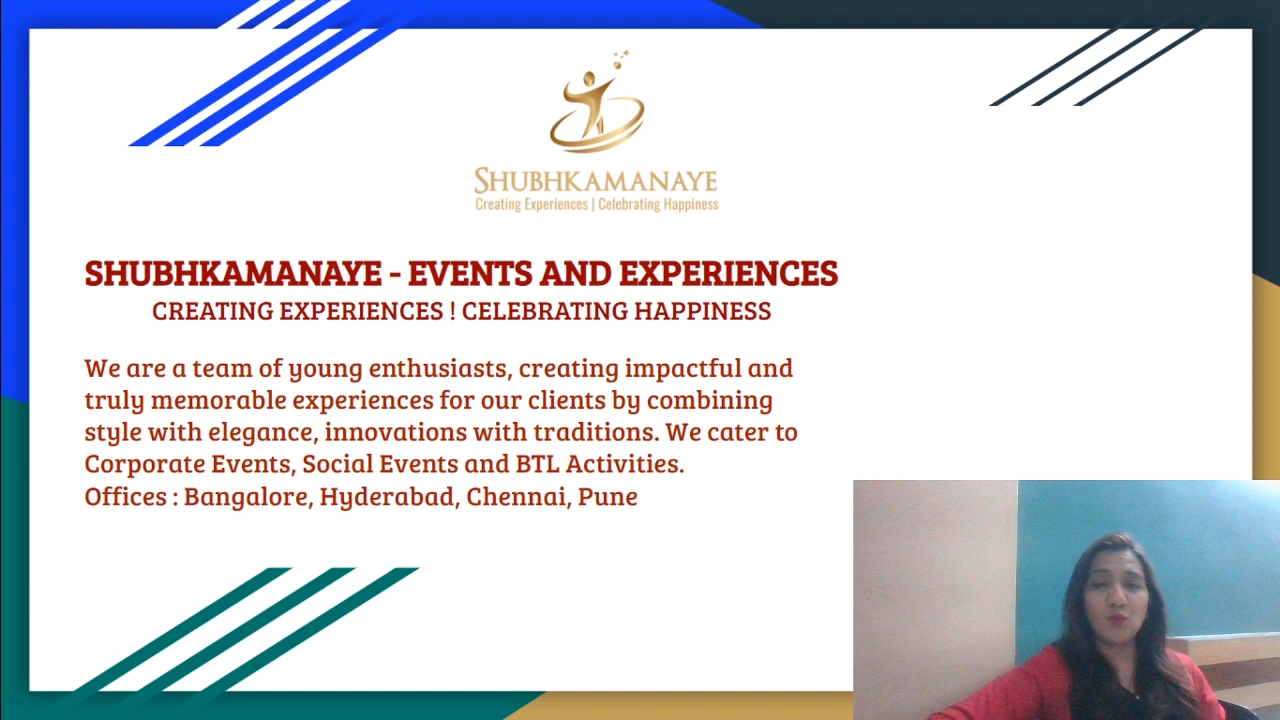 SHUBHKAMANAYE
Creating Experiences | Celebrating Happiness
SHUBHKAMANAYE - EVENTS AND EXPERIENCES
CREATING EXPERIENCES ! CELEBRATING HAPPINESS
We are a team of young enthusiasts, creating impactful and
truly memorable experiences for our clients by combining
style with elegance, innovations with traditions. We cater to
Corporate Events, Social Events and BTL Activities.
Offices : Bangalore, Hyderabad, Chennai, Pune